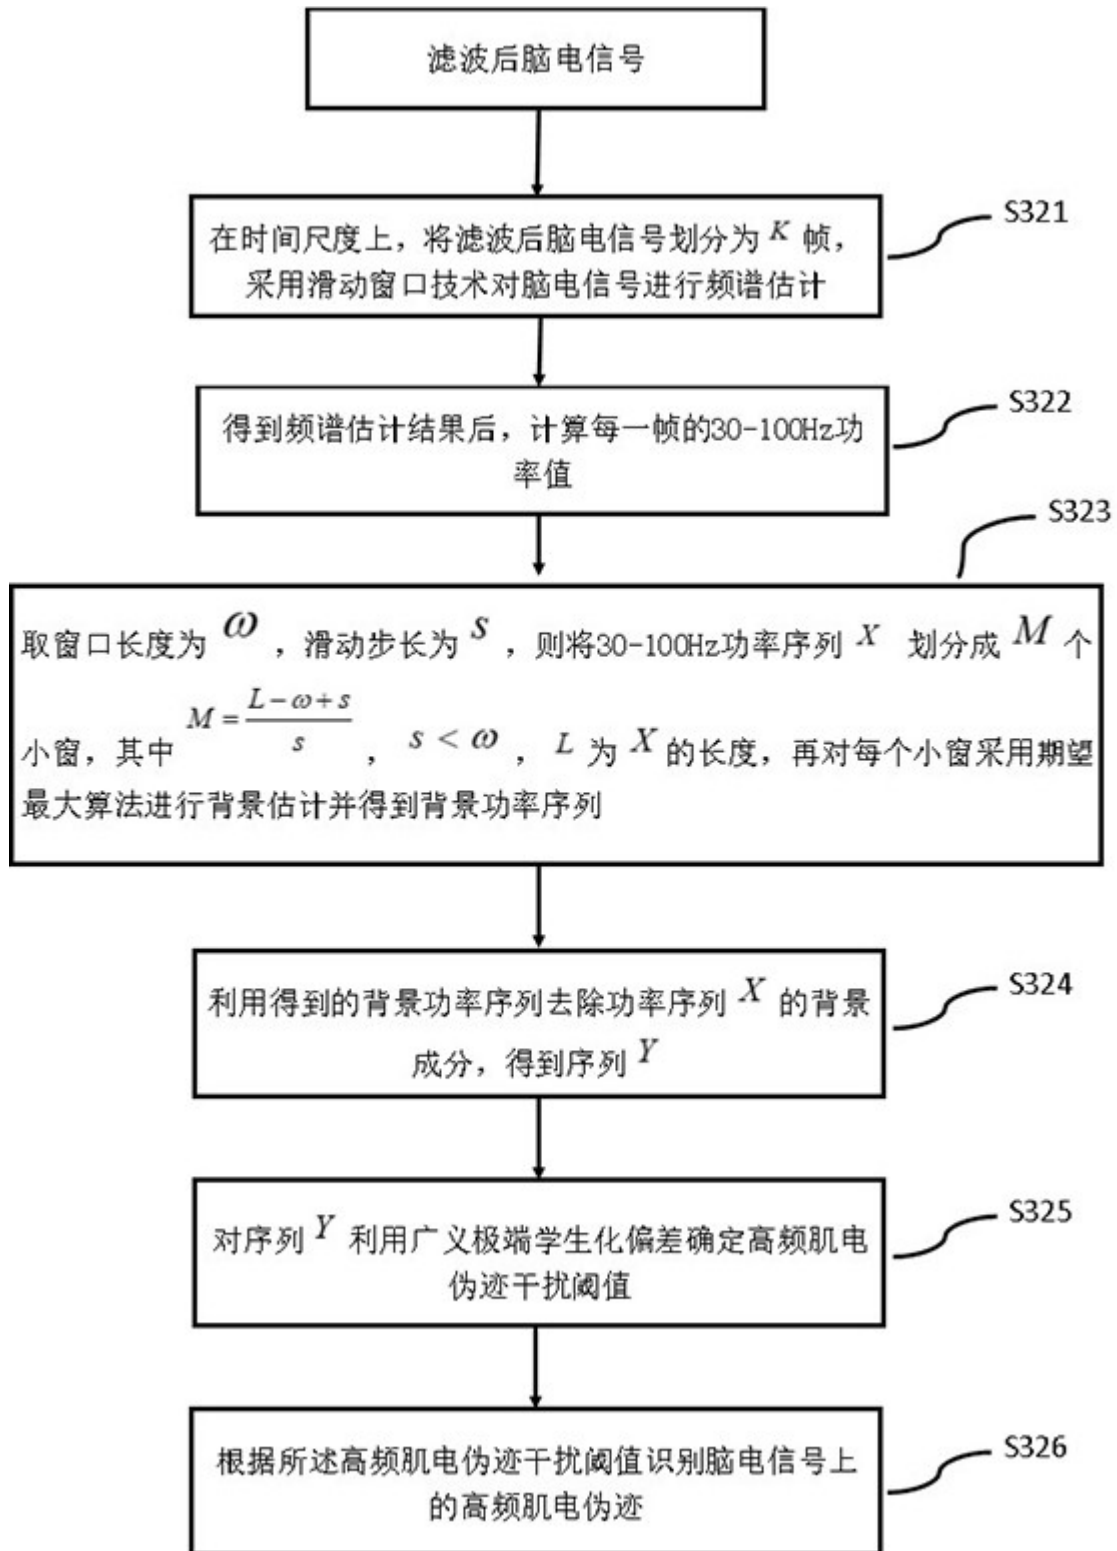 滤波后脑电信号
在时间尺度上，将滤波后脑电信号划分为 K 帧，
采用滑动窗口技术对脑电信号进行频谱估计
S321
得到频谱估计结果后，计算每一帧的30-100Hz功
率值
S322
S323
取窗口长度为 ω ，滑动步长为 s ，则将30-100Hz功率序列 X 划分成 M 个
小窗，其中 M = (L-ω+s)/s ， s < ω ， L 为 X 的长度，再对每个小窗采用期望
最大算法进行背景估计并得到背景功率序列
利用得到的背景功率序列去除功率序列 X 的背景
成分，得到序列 Y
S324
对序列 Y 利用广义极端学生化偏差确定高频肌电
伪迹干扰阈值
S325
根据所述高频肌电伪迹干扰阈值识别脑电信号上
的高频肌电伪迹
S326